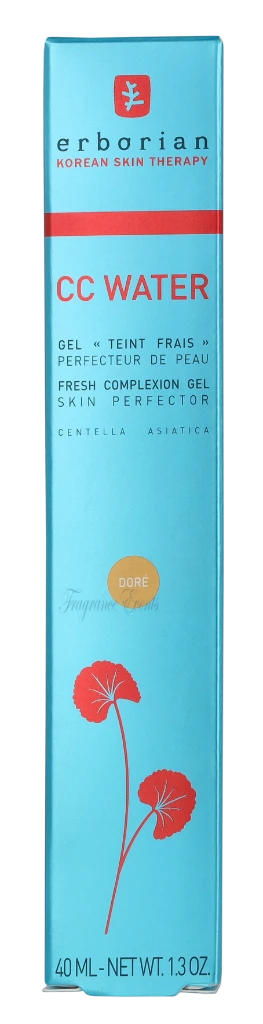 erborian
KOREAN SKIN THERAPY
CC WATER
GEL « TEINT FRAIS »
PERFECTEUR DE PEAU
FRESH COMPLEXION GEL
SKIN PERFECTOR
CENTELLA ASIATICA
DORÉ
Fragrance Events
40 ML - NET WT. 1.3 OZ.